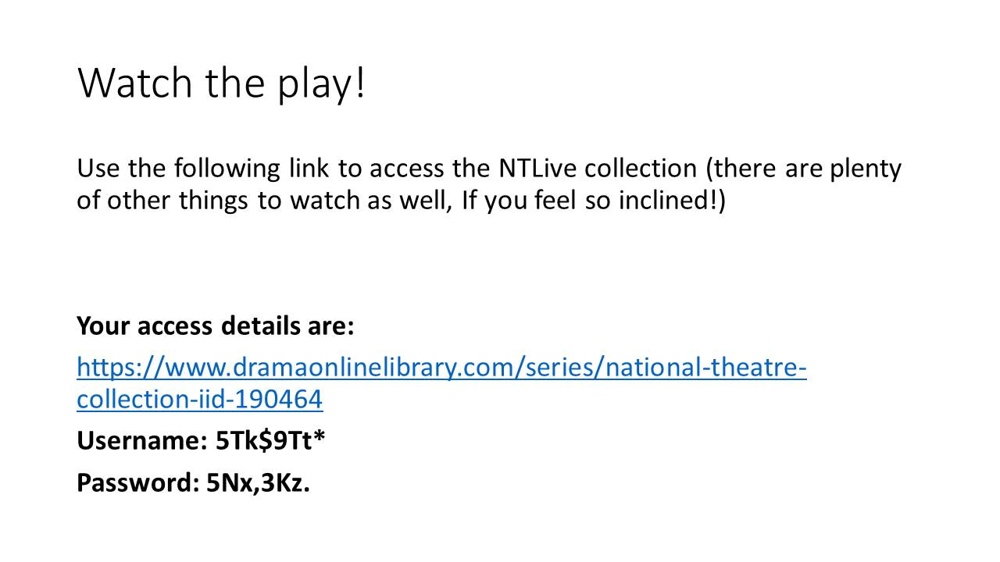 Watch the play!
Use the following link to access the NTLive collection (there are plenty
of other things to watch as well, If you feel so inclined!)
Your access details are:
https://www.dramaonlinelibrary.com/series/national-theatre-
collection-iid-190464
Username: 5Tk$9Tt*
Password: 5Nx,3Kz.